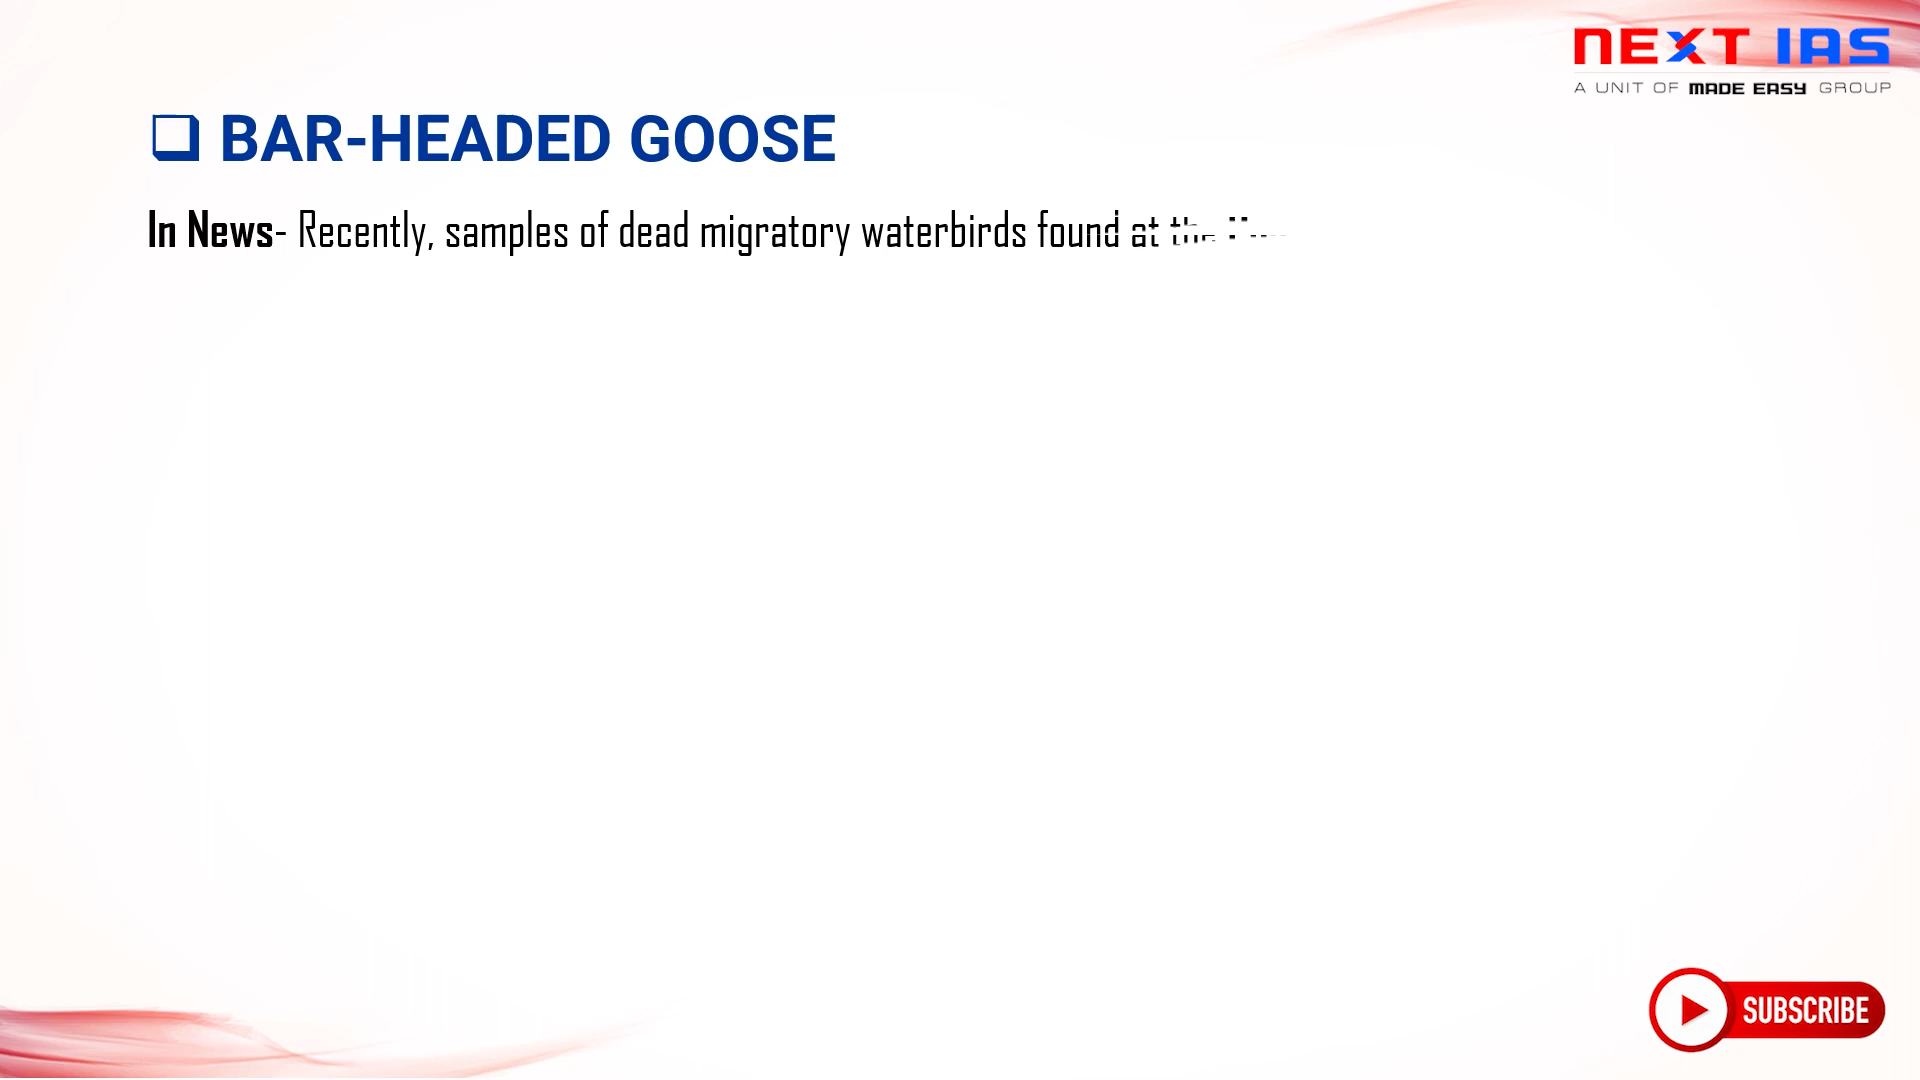 NEXT IAS
A UNIT OF MADE EASY GROUP
BAR-HEADED GOOSE
In News- Recently, samples of dead migratory waterbirds found at the
SUBSCRIBE